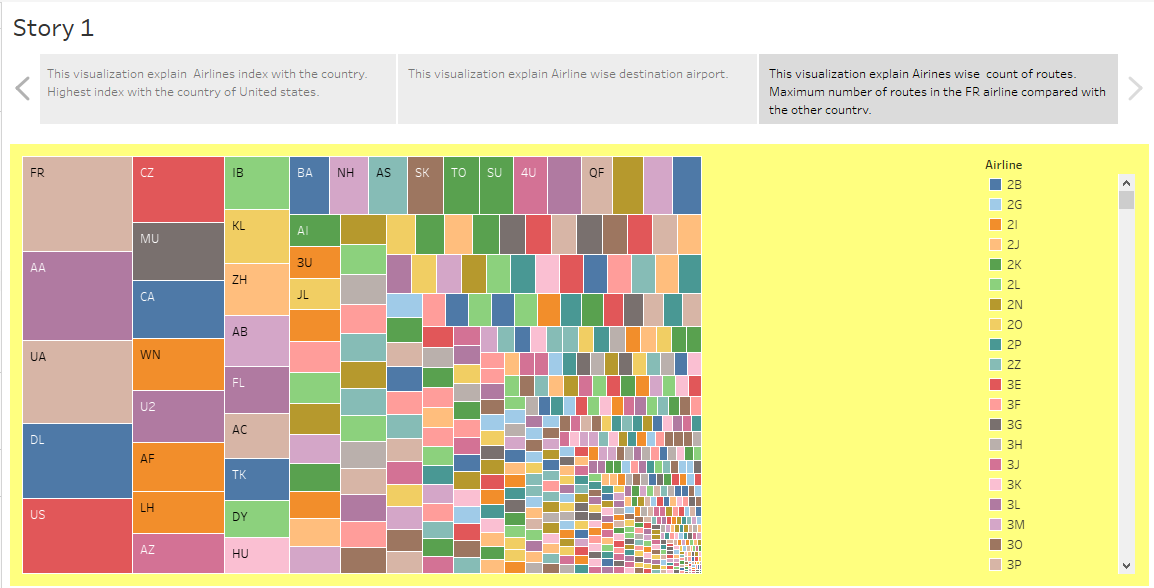 Story 1
This visualization explain  Airlines index with the country.
Highest index with the country of United states.
This visualization explain Airline wise destination airport.
This visualization explain Airines wise  count of routes.
Maximum number of routes in the FR airline compared with
the other country.
FR
AA
UA
DL
US
CZ
MU
CA
WN
U2
AF
LH
AZ
IB
KL
ZH
AB
FL
AC
TK
DY
HU
BA
NH
AS
SK
TO
SU
4U
QF
AI
3U
JL
Airline
2B
2G
2I
2J
2K
2L
2N
2O
2P
2Z
3E
3F
3G
3H
3J
3K
3L
3M
3O
3P